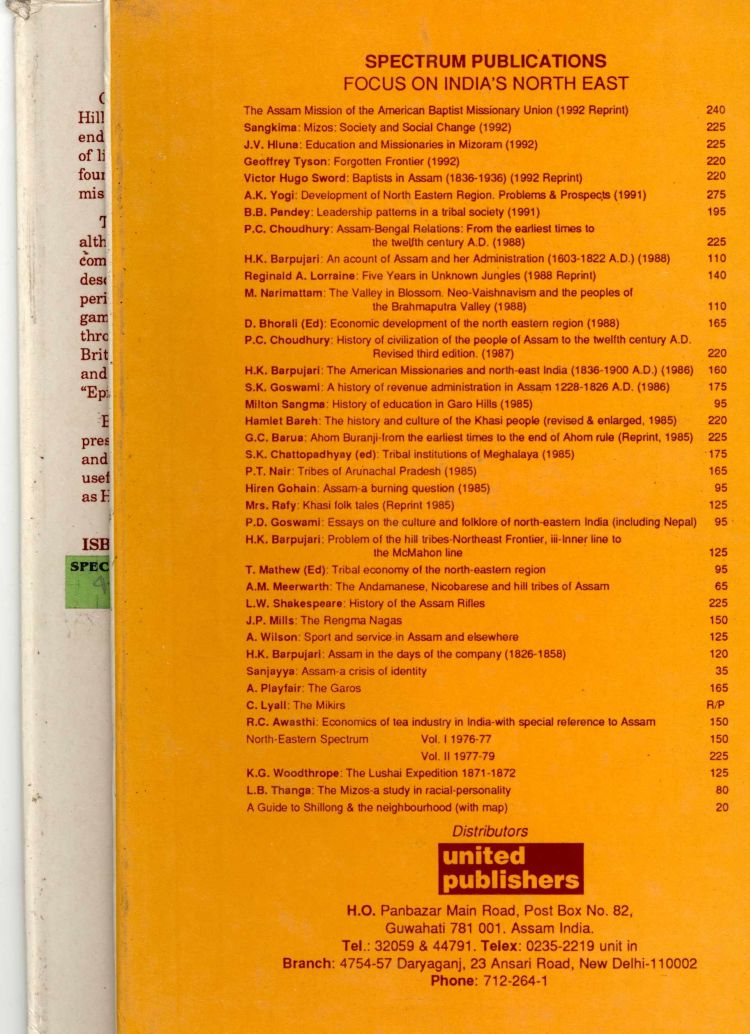 Hill
end
of li
four
mis
alth
com
desc
peri
gam
thro
Brit
and
"Epi
pres
and
usef
as H
ISB
SPEC
SPECTRUM PUBLICATIONS
FOCUS ON INDIA'S NORTH EAST
The Assam Mission of the American Baptist Missionary Union (1992 Reprint) 240
Sangkima: Mizos: Society and Social Change (1992) 225
J.V. Hluna: Education and Missionaries in Mizoram (1992) 225
Geoffrey Tyson: Forgotten Frontier (1992) 220
Victor Hugo Sword: Baptists in Assam (1836-1936) (1992 Reprint) 220
A.K. Yogi: Development of North Eastern Region. Problems & Prospects (1991) 275
B.B. Pandey: Leadership patterns in a tribal society (1991) 195
P.C. Choudhury: Assam-Bengal Relations: From the earliest times to
the twelfth century A.D. (1988) 225
H.K. Barpujari: An acount of Assam and her Administration (1603-1822 A.D.) (1988) 110
Reginald A. Lorraine: Five Years in Unknown Jungles (1988 Reprint) 140
M. Narimattam: The Valley in Blossom. Neo-Vaishnavism and the peoples of
the Brahmaputra Valley (1988) 110
D. Bhorali (Ed): Economic development of the north eastern region (1988) 165
P.C. Choudhury: History of civilization of the people of Assam to the twelfth century A.D.
Revised third edition. (1987) 220
H.K. Barpujari: The American Missionaries and north-east India (1836-1900 A.D.) (1986) 160
S.K. Goswami: A history of revenue administration in Assam 1228-1826 A.D. (1986) 175
Milton Sangma: History of education in Garo Hills (1985) 95
Hamlet Bareh: The history and culture of the Khasi people (revised & enlarged, 1985) 220
G.C. Barua: Ahom Buranji-from the earliest times to the end of Ahom rule (Reprint, 1985) 225
S.K. Chattopadhyay (ed): Tribal institutions of Meghalaya (1985) 175
P.T. Nair: Tribes of Arunachal Pradesh (1985) 165
Hiren Gohain: Assam-a burning question (1985) 95
Mrs. Rafy: Khasi folk tales (Reprint 1985) 125
P.D. Goswami: Essays on the culture and folklore of north-eastern India (including Nepal) 95
H.K. Barpujari: Problem of the hill tribes-Northeast Frontier, iii-Inner line to
the McMahon line 125
T. Mathew (Ed): Tribal economy of the north-eastern region 95
A.M. Meerwarth: The Andamanese, Nicobarese and hill tribes of Assam 65
L.W. Shakespeare: History of the Assam Rifles 225
J.P. Mills: The Rengma Nagas 150
A. Wilson: Sport and service in Assam and elsewhere 125
H.K. Barpujari: Assam in the days of the company (1826-1858) 120
Sanjayya: Assam-a crisis of identity 35
A. Playfair: The Garos 165
C. Lyall: The Mikirs R/P
R.C. Awasthi: Economics of tea industry in India-with special reference to Assam 150
North-Eastern Spectrum Vol. I 1976-77 150
Vol. II 1977-79 225
K.G. Woodthrope: The Lushai Expedition 1871-1872 125
L.B. Thanga: The Mizos-a study in racial-personality 80
A Guide to Shillong & the neighbourhood (with map) 20
Distributors
united
publishers
H.O. Panbazar Main Road, Post Box No. 82,
Guwahati 781 001. Assam India.
Tel.: 32059 & 44791. Telex: 0235-2219 unit in
Branch: 4754-57 Daryaganj, 23 Ansari Road, New Delhi-110002
Phone: 712-264-1